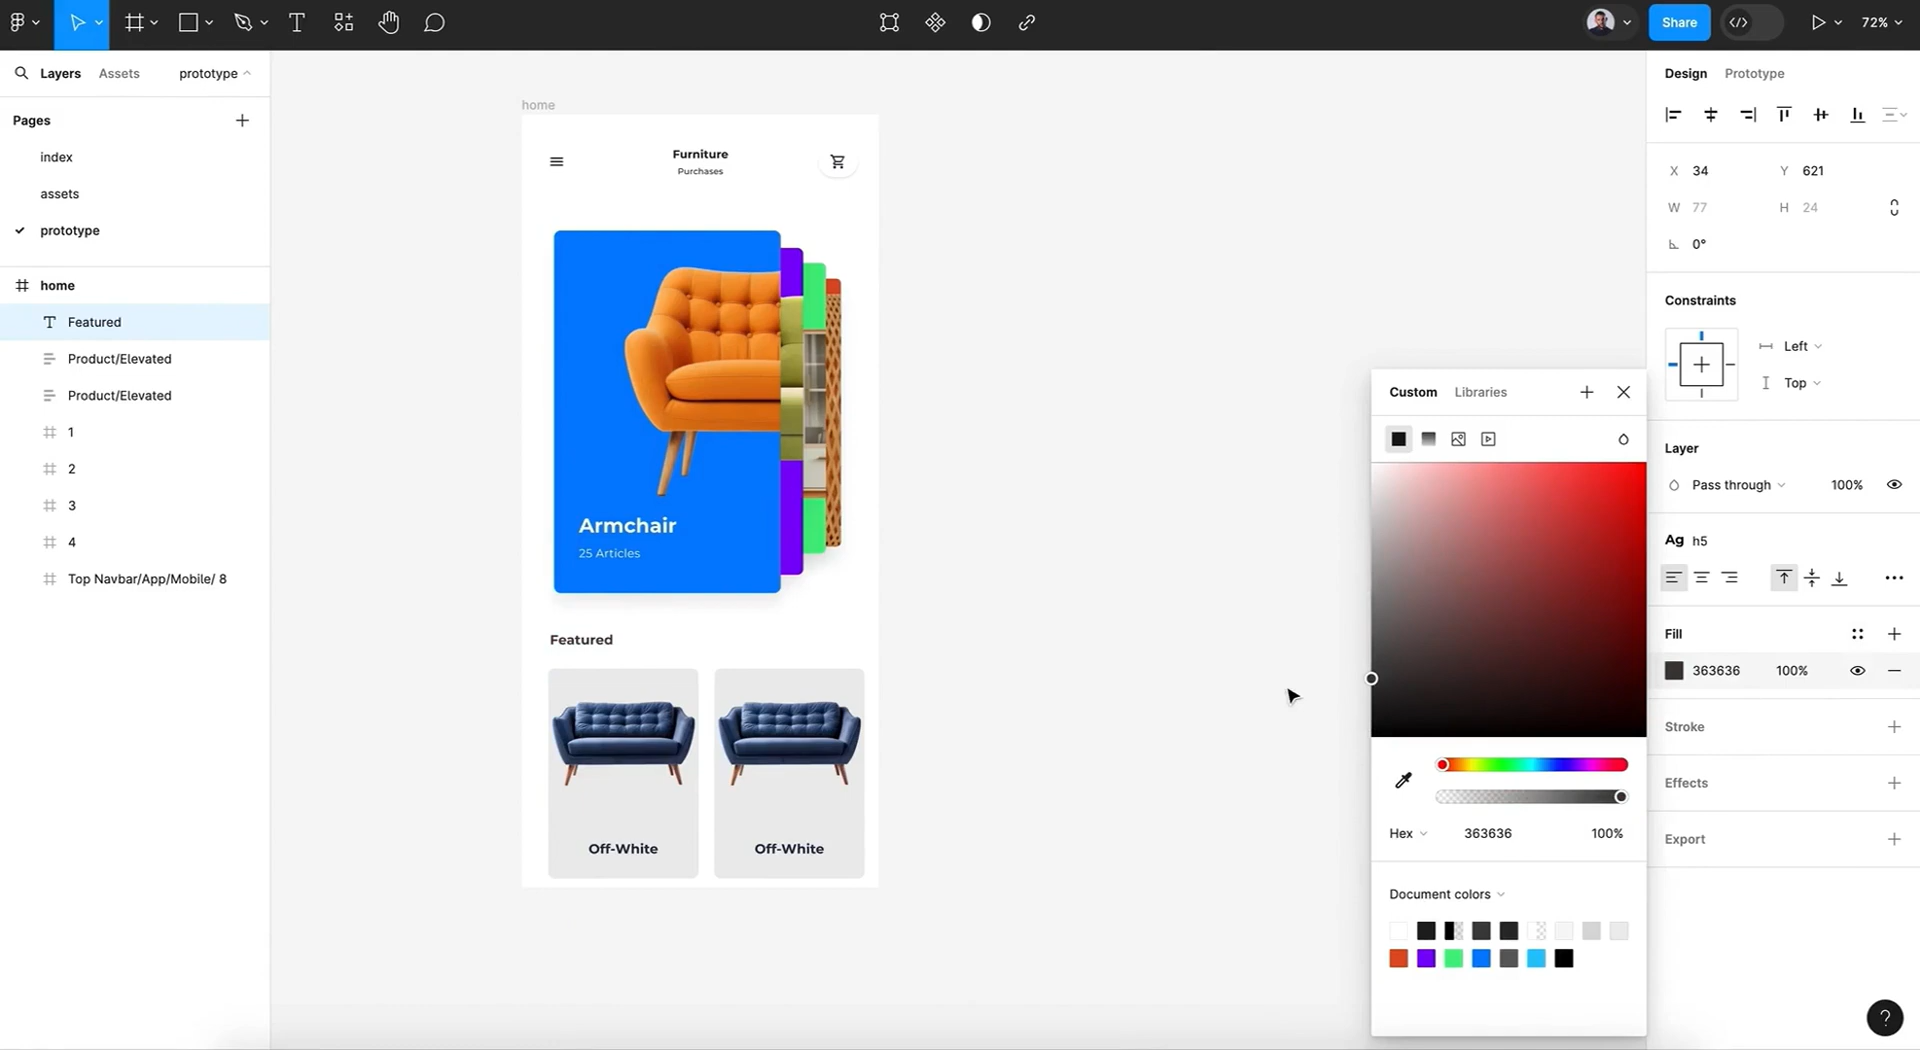 Share
72%
Layers
Assets
prototype
Pages
index
assets
prototype
home
Featured
Product/Elevated
Product/Elevated
1
2
3
4
Top Navbar/App/Mobile/ 8
home
Furniture
Purchases
Armchair
25 Articles
Featured
Off-White
Off-White
Custom
Libraries
Hex
363636
100%
Document colors
Design
Prototype
X 34
Y 621
W 77
H 24
0°
Constraints
Left
Top
Layer
Pass through
100%
Ag h5
Fill
363636
100%
Stroke
Effects
Export
?